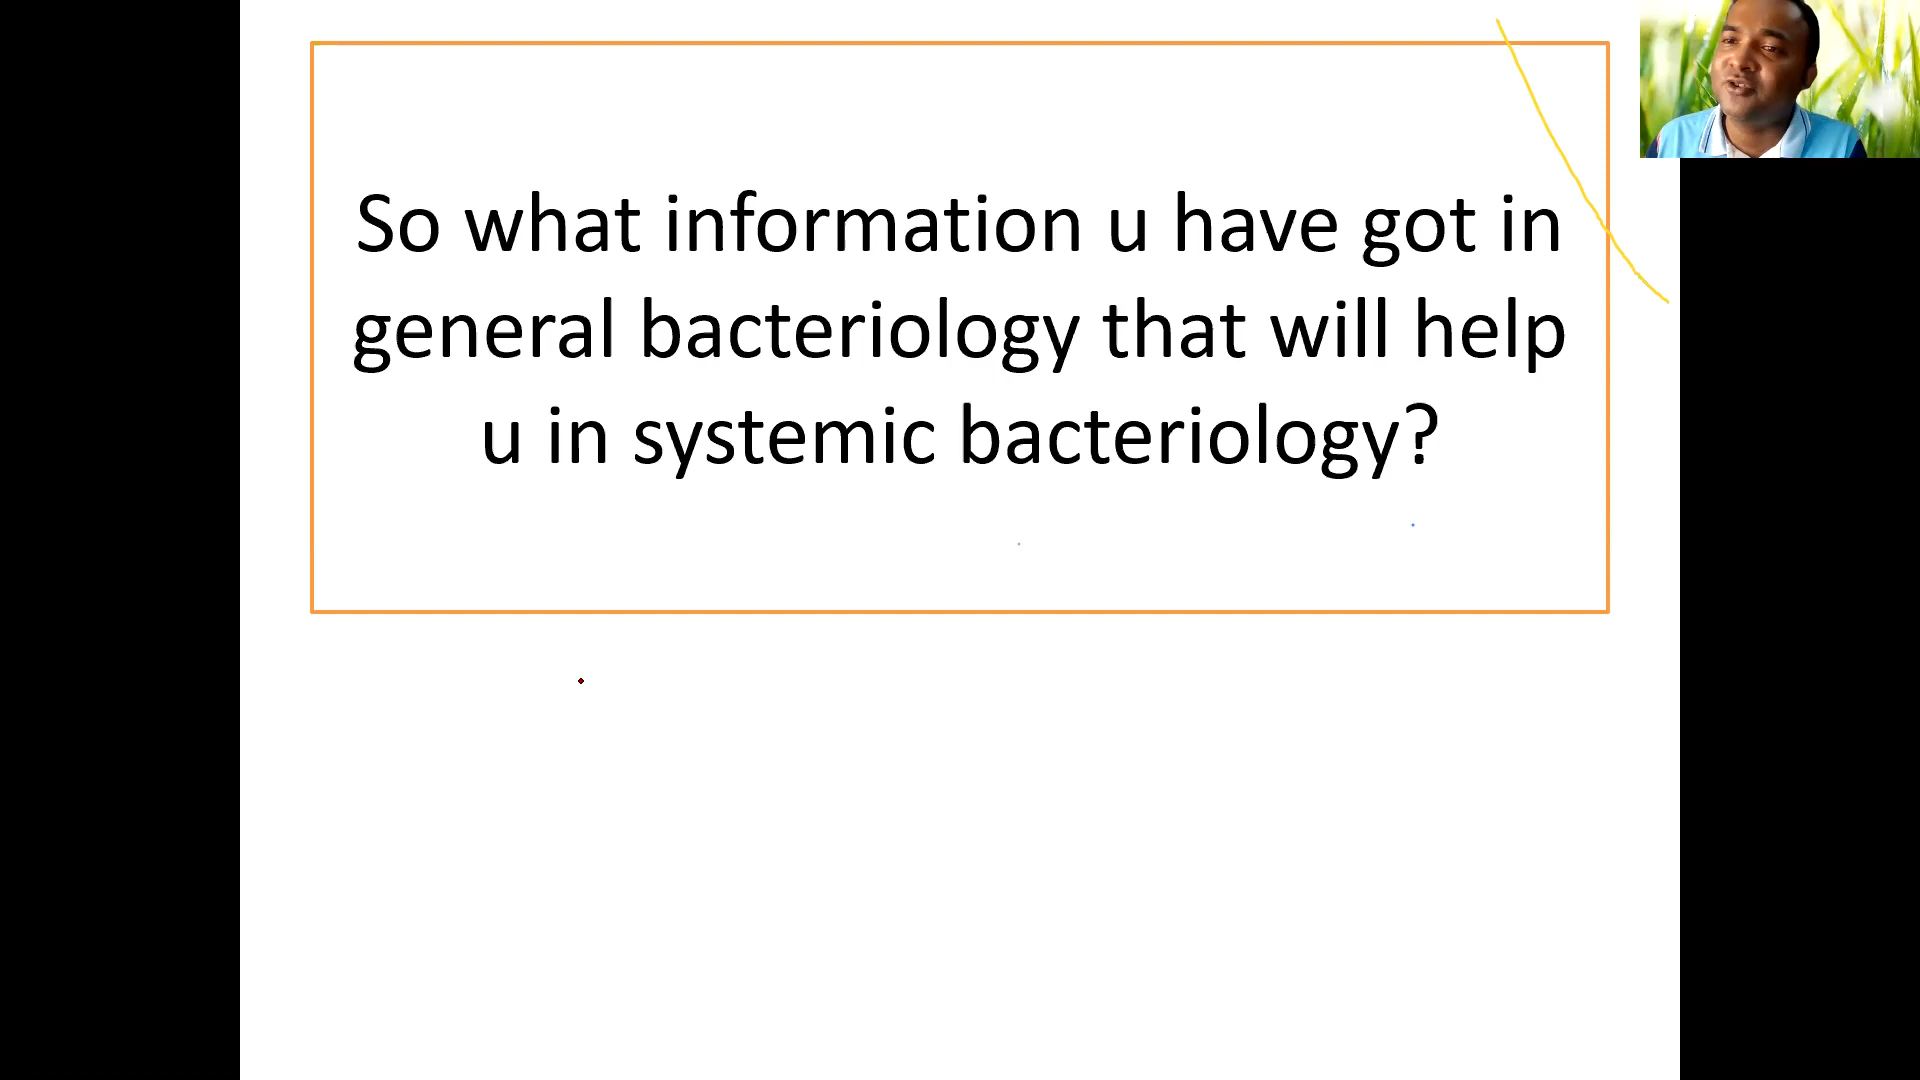 So what information u have got in
general bacteriology that will help
u in systemic bacteriology?